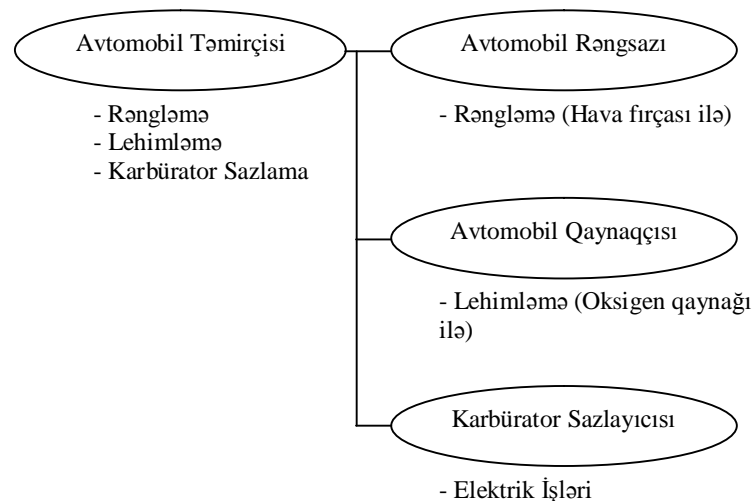 Avtomobil Təmirçisi
- Rəngləmə
- Lehimləmə
- Karbürator Sazlama
Avtomobil Rəngsazı
- Rəngləmə (Hava fırçası ilə)
Avtomobil Qaynaqçısı
- Lehimləmə (Oksigen qaynağı
ilə)
Karbürator Sazlayıcısı
- Elektrik İşləri